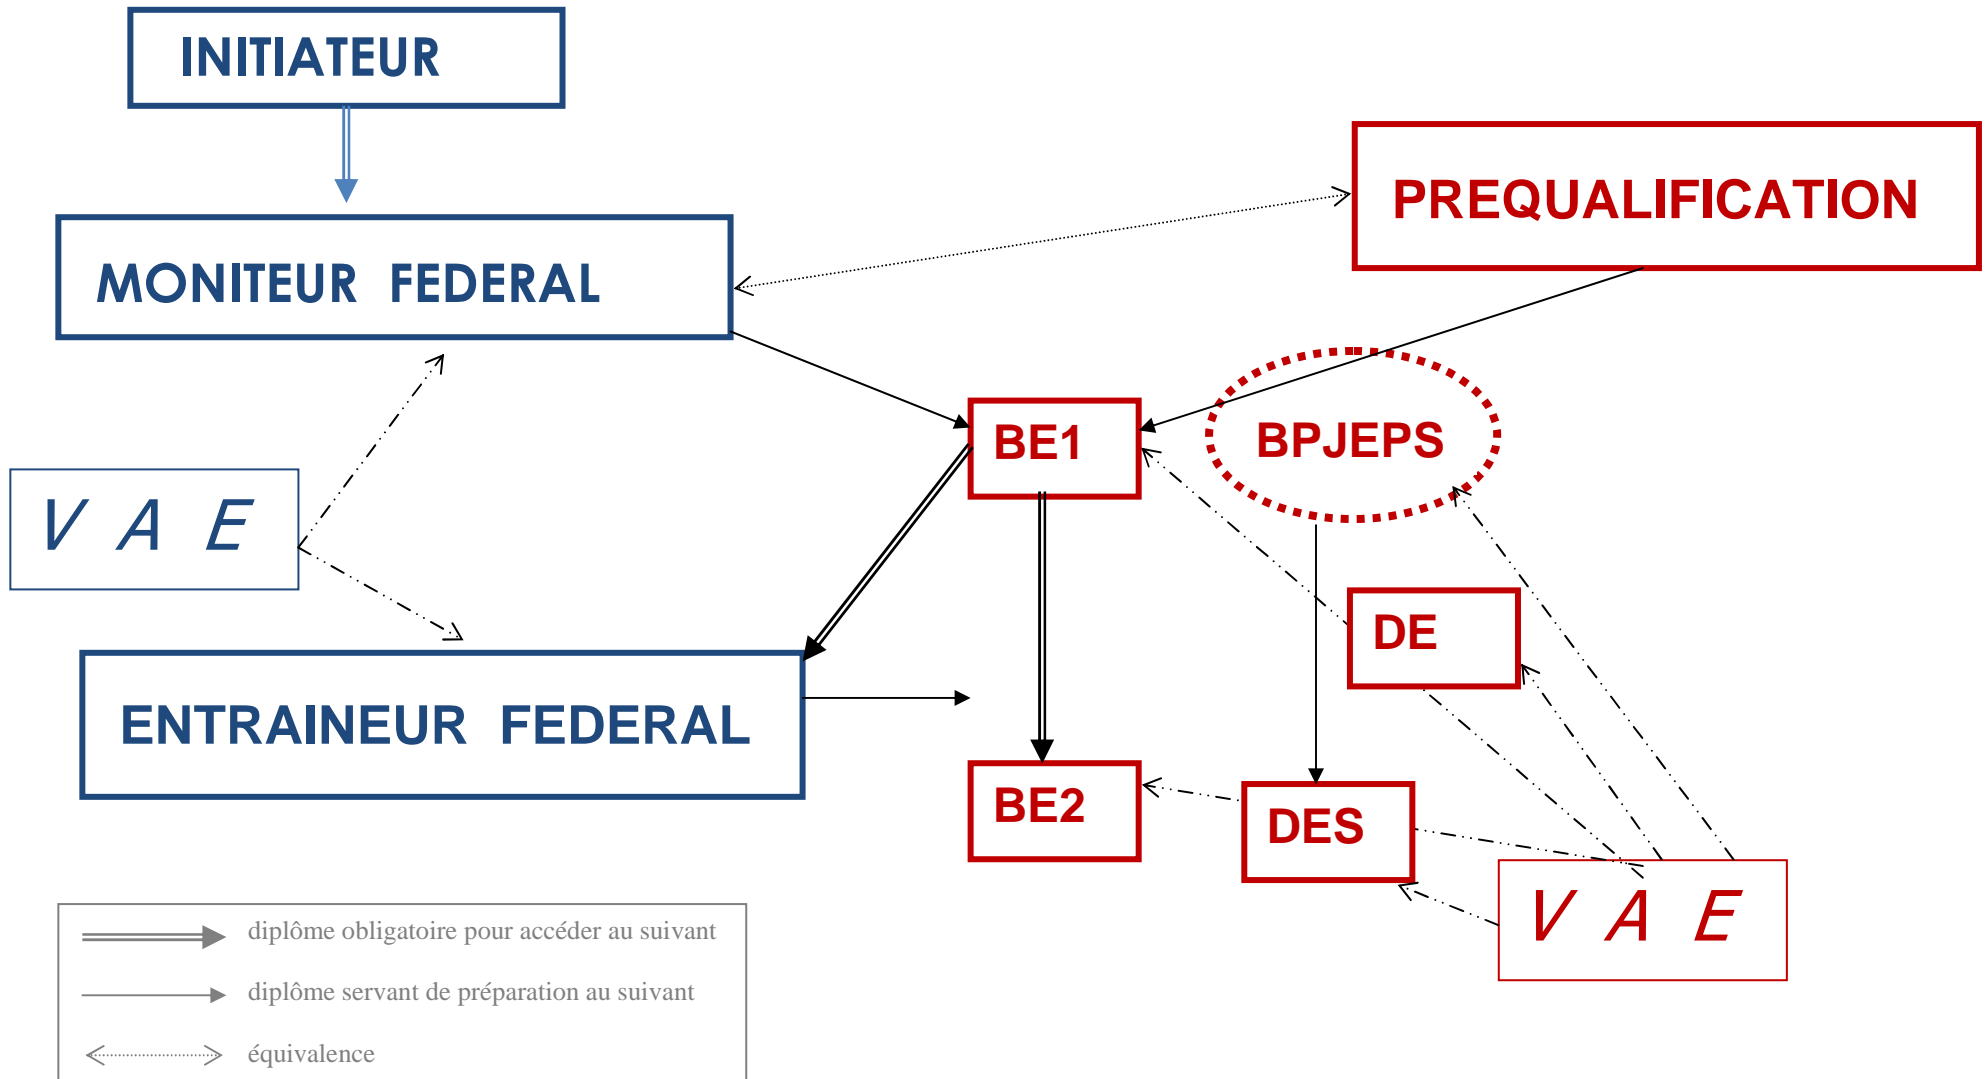 INITIATEUR
PREQUALIFICATION
MONITEUR FEDERAL
BE1
BPJEPS
V A E
DE
ENTRAINEUR FEDERAL
BE2
DES
V A E
diplôme obligatoire pour accéder au suivant
diplôme servant de préparation au suivant
équivalence